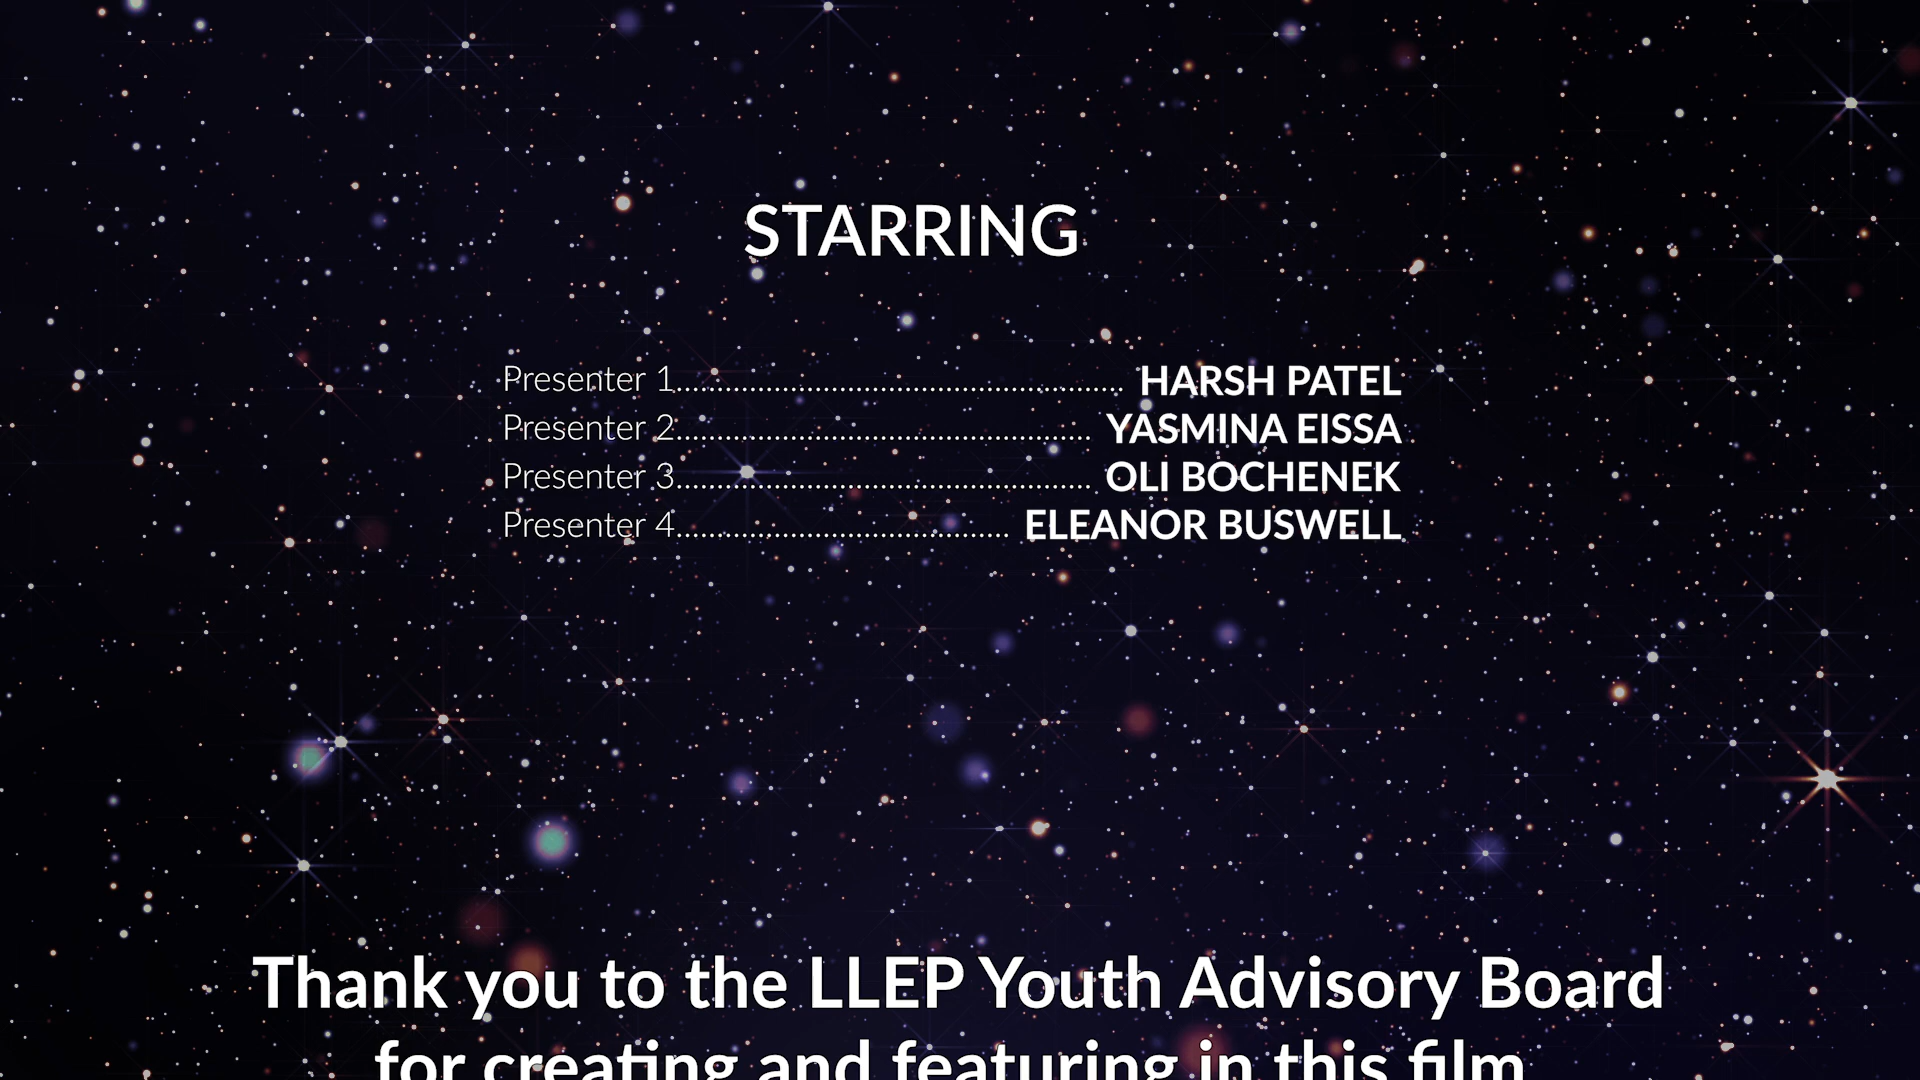 STARRING
Presenter 1........................................................ HARSH PATEL
Presenter 2.................................................... YASMINA EISSA
Presenter 3.................................................... OLI BOCHENEK
Presenter 4.......................................... ELEANOR BUSWELL
Thank you to the LLEP Youth Advisory Board
for creating and featuring in this film